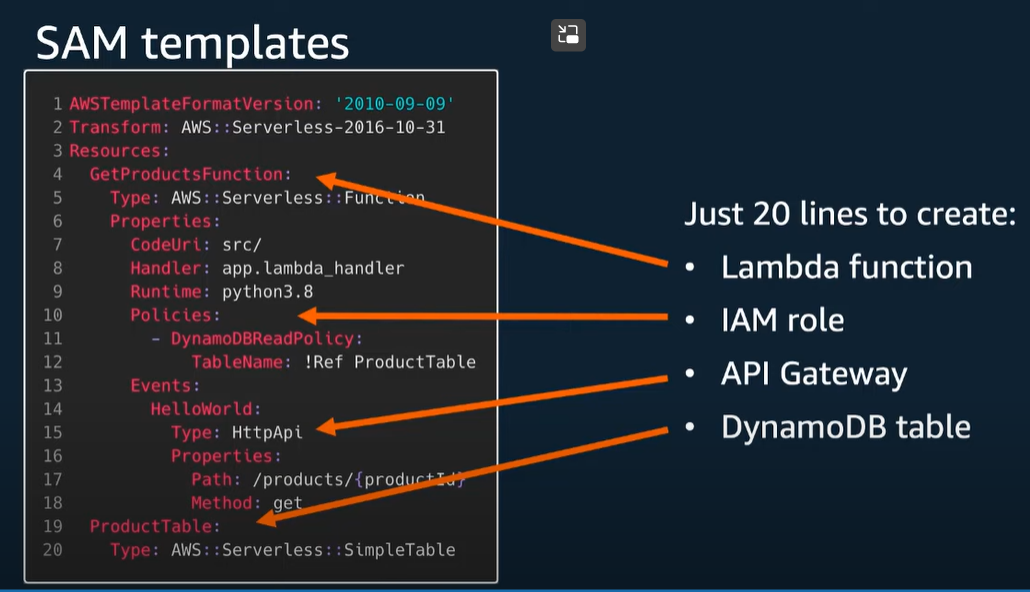 SAM templates
1 AWSTemplateFormatVersion: '2010-09-09'
2 Transform: AWS::Serverless-2016-10-31
3 Resources:
4   GetProductsFunction:
5     Type: AWS::Serverless::Function
6     Properties:
7       CodeUri: src/
8       Handler: app.lambda_handler
9       Runtime: python3.8
10       Policies:
11         - DynamoDBReadPolicy:
12             TableName: !Ref ProductTable
13       Events:
14         HelloWorld:
15           Type: HttpApi
16           Properties:
17             Path: /products/{productId}
18             Method: get
19   ProductTable:
20     Type: AWS::Serverless::SimpleTable
Just 20 lines to create:
• Lambda function
• IAM role
• API Gateway
• DynamoDB table